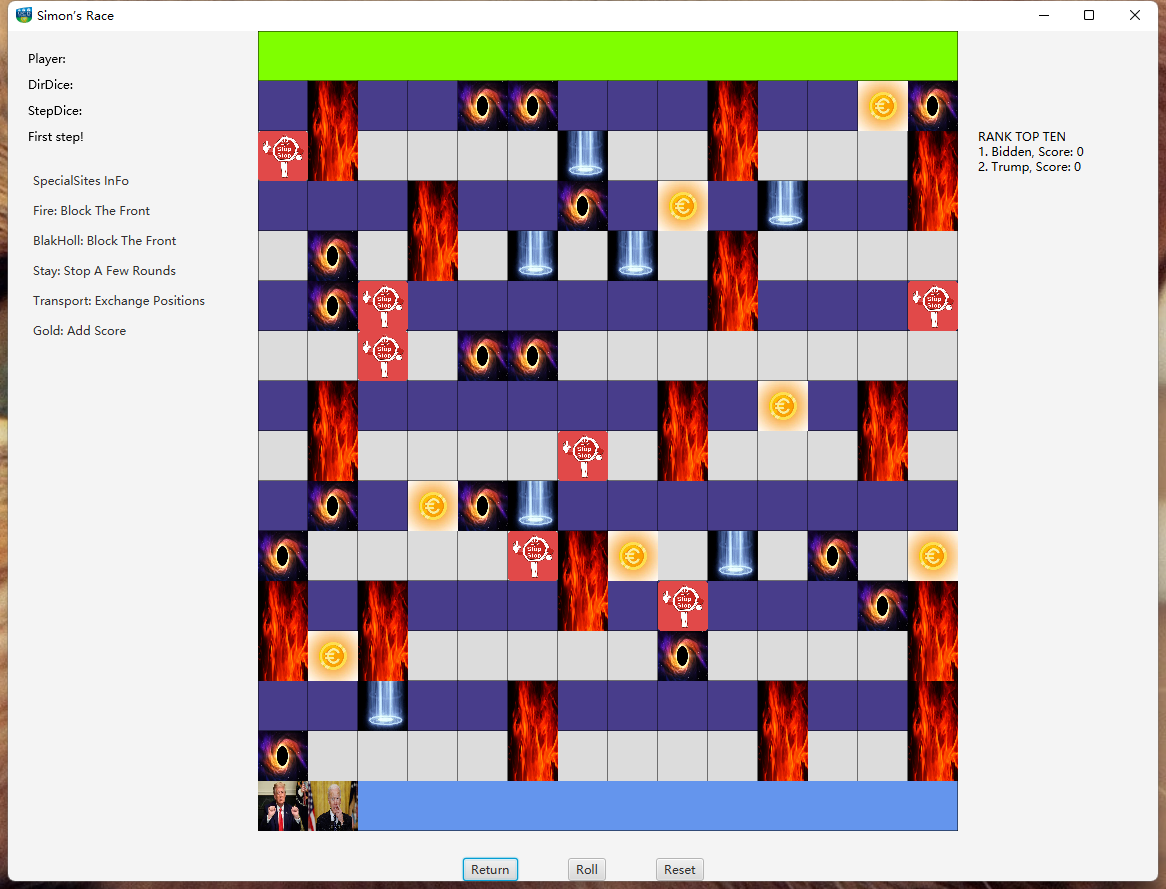 Simon's Race
Player:
DirDice:
StepDice:
First step!
SpecialSites InFo
Fire: Block The Front
BlakHoll: Block The Front
Stay: Stop A Few Rounds
Transport: Exchange Positions
Gold: Add Score
RANK TOP TEN
1. Bidden, Score: 0
2. Trump, Score: 0
Return
Roll
Reset